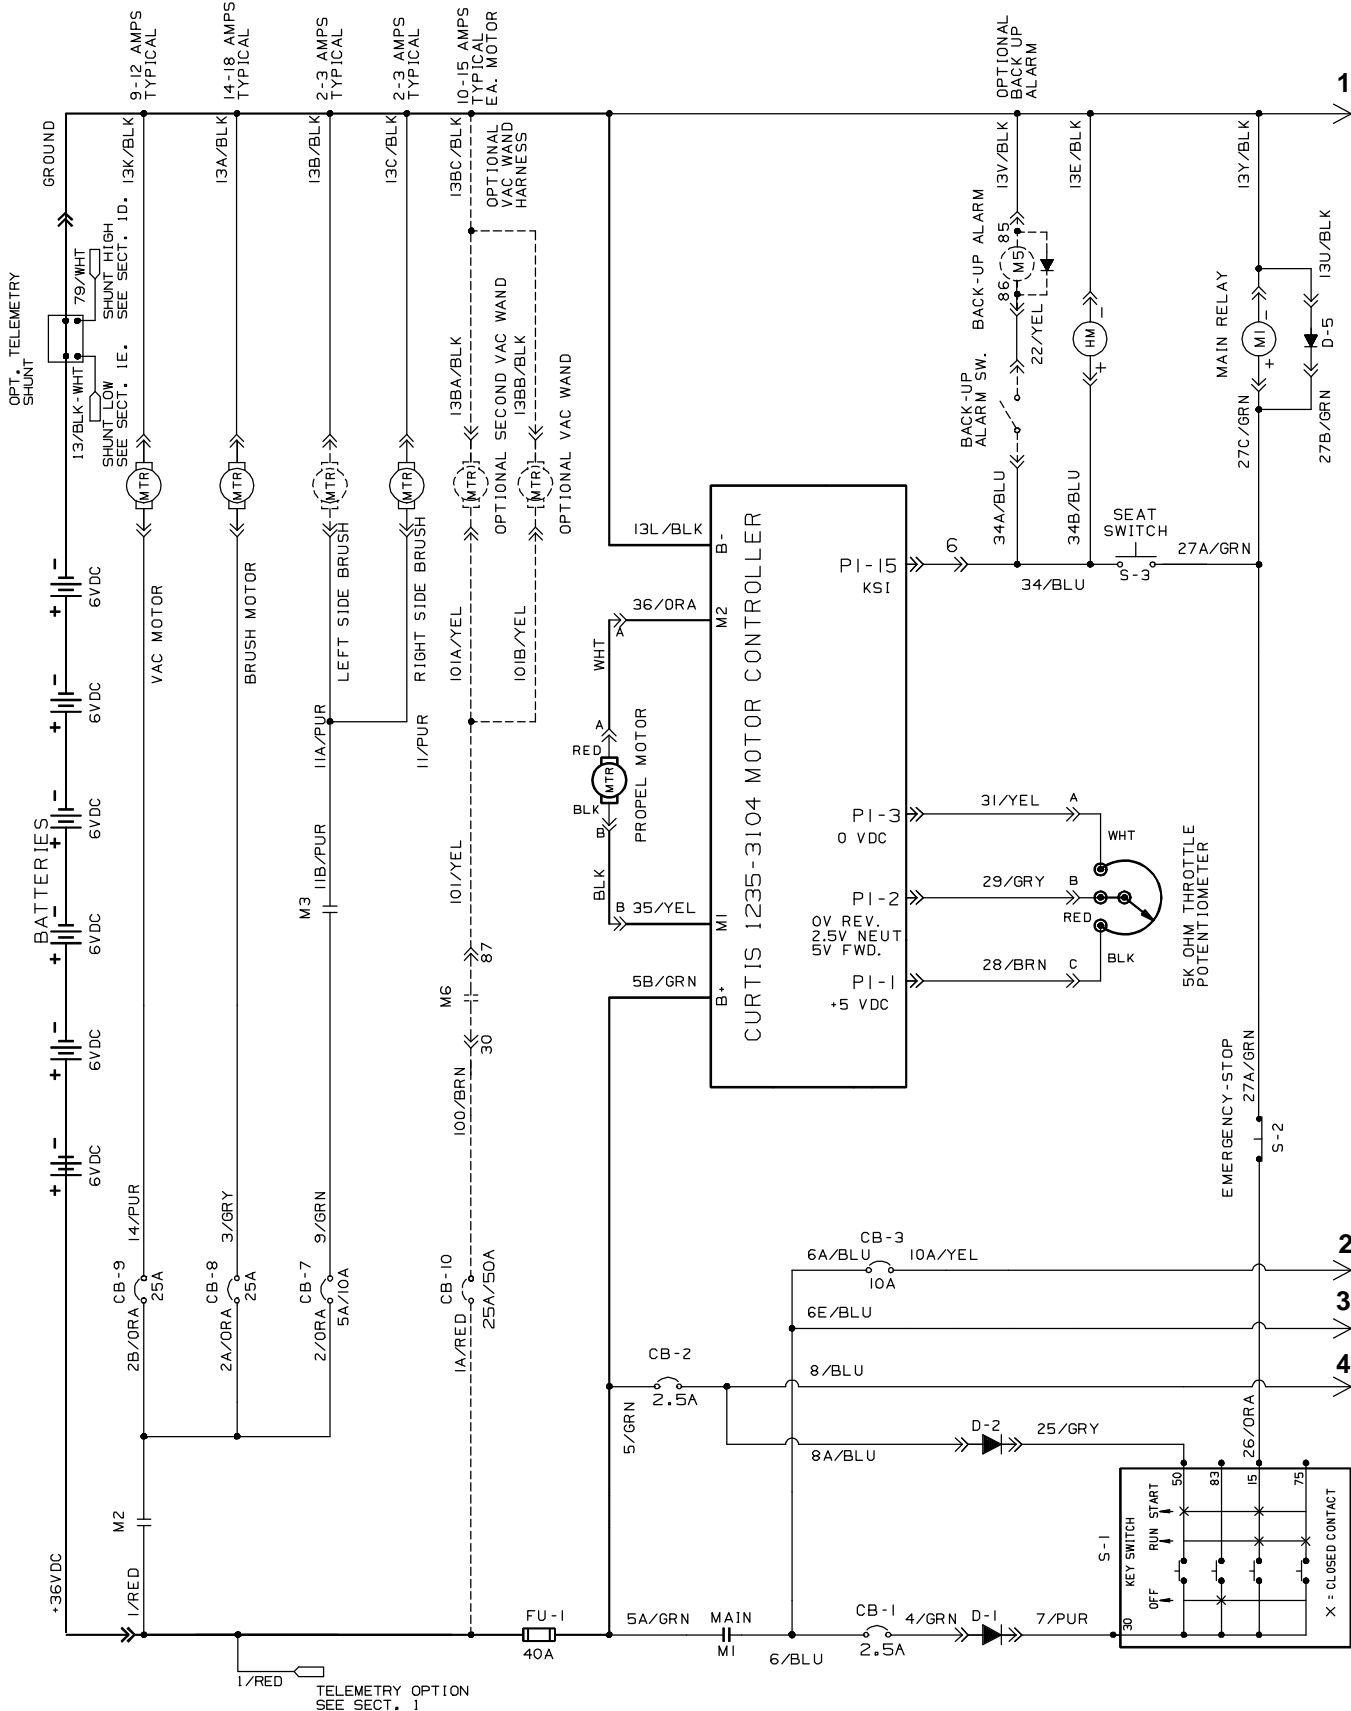 9-12 AMPS
TYPICAL
14-18 AMPS
TYPICAL
2-3 AMPS
TYPICAL
2-3 AMPS
TYPICAL
10-15 AMPS
TYPICAL
EA. MOTOR
OPTIONAL
BACK UP
ALARM
1
GROUND
13K/BLK
13A/BLK
13B/BLK
13C/BLK
13BC/BLK
OPTIONAL
VAC WAND
HARNESS
13V/BLK
13E/BLK
13Y/BLK
OPT. TELEMETRY
SHUNT
13/BLK-WHT
79/WHT
SHUNT LOW
SEE SECT. 1E.
SHUNT HIGH
SEE SECT. 1D.
13BA/BLK
OPTIONAL SECOND VAC WAND
13BB/BLK
OPTIONAL VAC WAND
BACK-UP
ALARM SW.
BACK-UP ALARM
86
85
M5
22/YEL
HM
-
+
MAIN RELAY
M1
-
+
13U/BLK
D-5
27C/GRN
27B/GRN
MTR
MTR
MTR
MTR
MTR
MTR
34A/BLU
34B/BLU
SEAT
SWITCH
S-3
27A/GRN
34/BLU
6
BATTERIES
- +
6VDC
- +
6VDC
- +
6VDC
- +
6VDC
- +
6VDC
- +
6VDC
VAC MOTOR
BRUSH MOTOR
LEFT SIDE BRUSH
RIGHT SIDE BRUSH
101A/YEL
101B/YEL
11A/PUR
11/PUR
11B/PUR
M3
101/YEL
87
M6
30
100/BRN
13L/BLK
B-
36/ORA
A
M2
WHT
A
RED
MTR
PROPEL MOTOR
BLK
B
BLK
B
35/YEL
M1
5B/GRN
B+
CURTIS 1235-3104 MOTOR CONTROLLER
P1-15
KSI
P1-3
0 VDC
P1-2
0V REV.
2.5V NEUT
5V FWD.
P1-1
+5 VDC
31/YEL
A
WHT
29/GRY
B
RED
28/BRN
C
BLK
5K OHM THROTTLE
POTENTIOMETER
EMERGENCY-STOP
27A/GRN
S-2
14/PUR
3/GRY
9/GRN
CB-9
25A
CB-8
25A
CB-7
5A/10A
CB-10
25A/50A
2B/ORA
2A/ORA
2/ORA
1A/RED
6A/BLU
CB-3
10A/YEL
10A
2
6E/BLU
3
CB-2
2.5A
8/BLU
4
5/GRN
8A/BLU
D-2
25/GRY
26/ORA
+36VDC
1/RED
M2
FU-1
40A
5A/GRN
MAIN
M1
6/BLU
CB-1
2.5A
4/GRN
D-1
7/PUR
S-1
KEY SWITCH
30
OFF
RUN
START
50
83
15
75
X = CLOSED CONTACT
1/RED
TELEMETRY OPTION
SEE SECT. 1